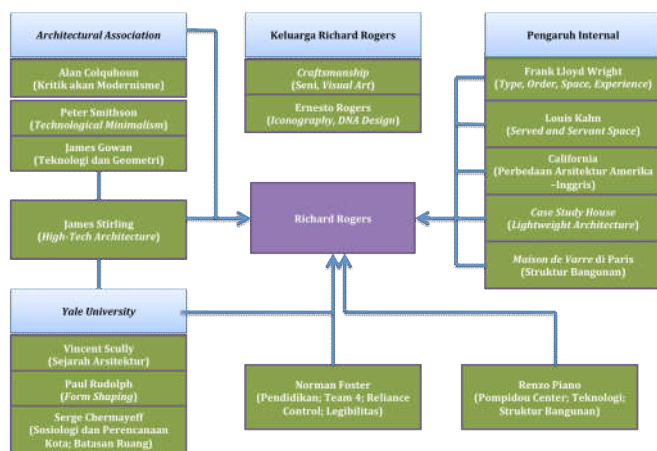 Architectural Association
Alan Colquhoun
(Kritik akan Modernisme)
Peter Smithson
(Technological Minimalism)
James Gowan
(Teknologi dan Geometri)
James Stirling
(High-Tech Architecture)
Yale University
Vincent Scully
(Sejarah Arsitektur)
Paul Rudolph
(Form Shaping)
Serge Chermayeff
(Sosiologi dan Perencanaan
Kota; Batasan Ruang)
Keluarga Richard Rogers
Craftsmanship
(Seni, Visual Art)
Ernesto Rogers
(Iconography, DNA Design)
Richard Rogers
Norman Foster
(Pendidikan; Team 4; Reliance
Control; Legibilitas)
Pengaruh Internal
Frank Lloyd Wright
(Type, Order, Space, Experience)
Louis Kahn
(Served and Servant Space)
California
(Perbedaan Arsitektur Amerika
–Inggris)
Case Study House
(Lightweight Architecture)
Maison de Varre di Paris
(Struktur Bangunan)
Renzo Piano
(Pompidou Center; Teknologi;
Struktur Bangunan)